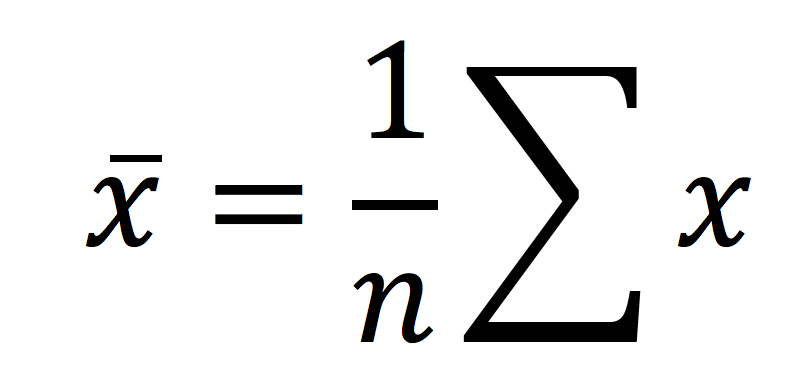 x̄ = 1/n ∑ x